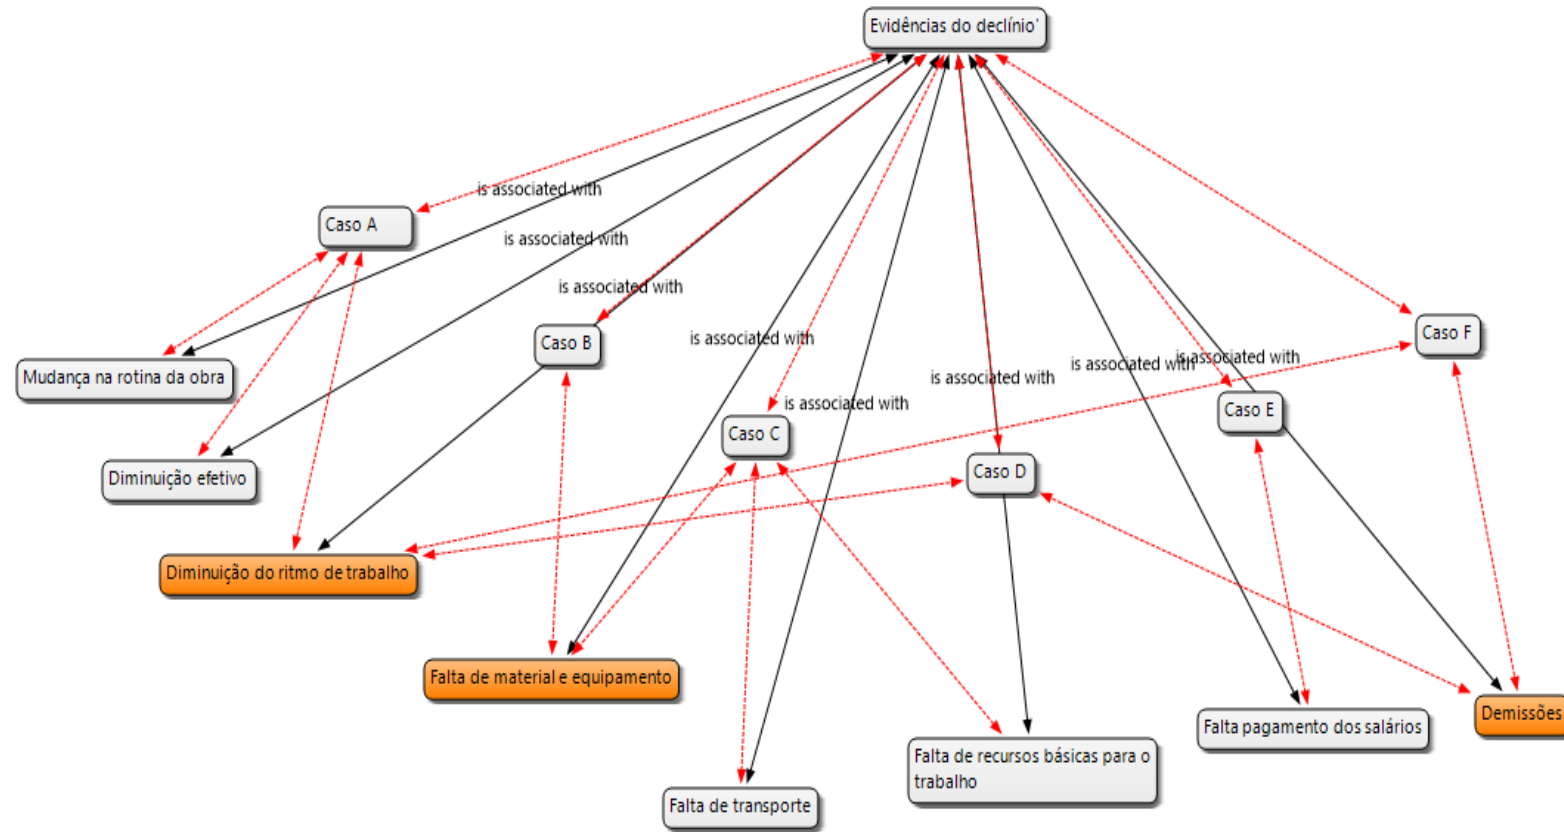 Evidências do declínio'
is associated with
Caso A
is associated with
is associated with
Caso B
is associated with
Caso F
is associated with
is associated with
Mudança na rotina da obra
is associated with
is associated with
Caso E
Caso C
Caso D
Diminuição efetivo
Diminuição do ritmo de trabalho
Falta de material e equipamento
Demissões
Falta pagamento dos salários
Falta de recursos básicas para o
trabalho
Falta de transporte